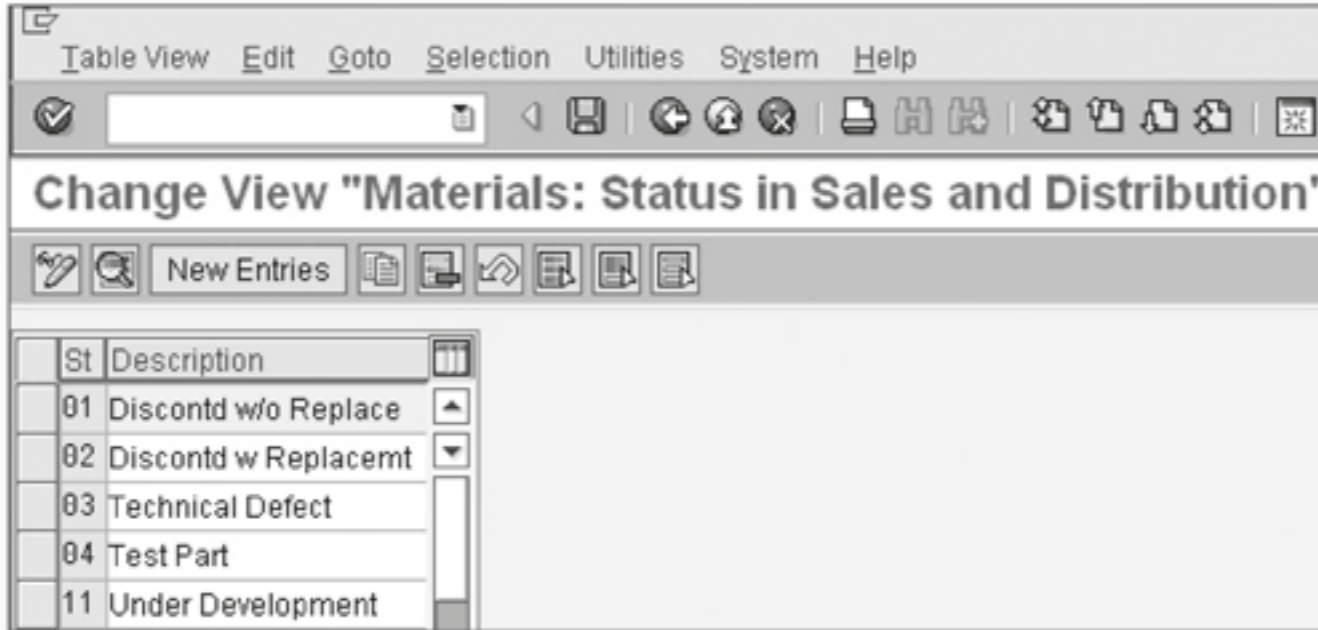 Table View Edit Goto Selection Utilities System Help
Change View "Materials: Status in Sales and Distribution"
New Entries
St Description
01 Discontd w/o Replace
02 Discontd w Replacemt
03 Technical Defect
04 Test Part
11 Under Development